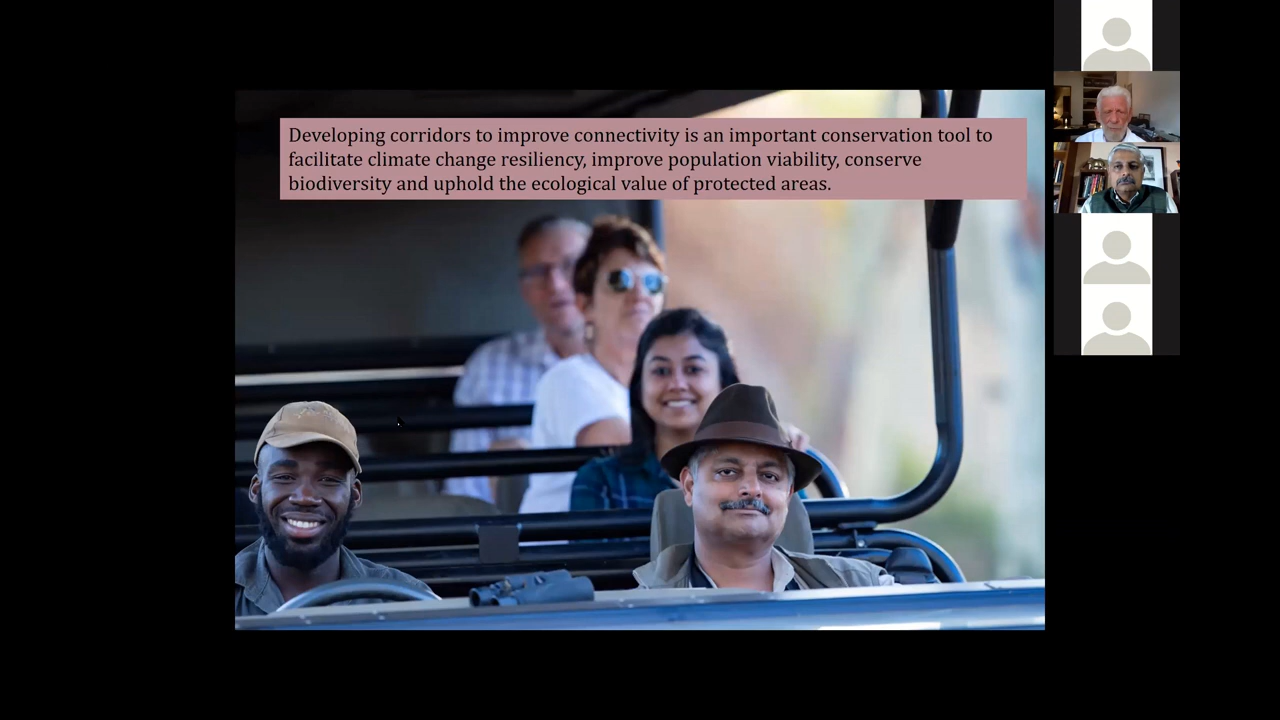 Developing corridors to improve connectivity is an important conservation tool to
facilitate climate change resiliency, improve population viability, conserve
biodiversity and uphold the ecological value of protected areas.